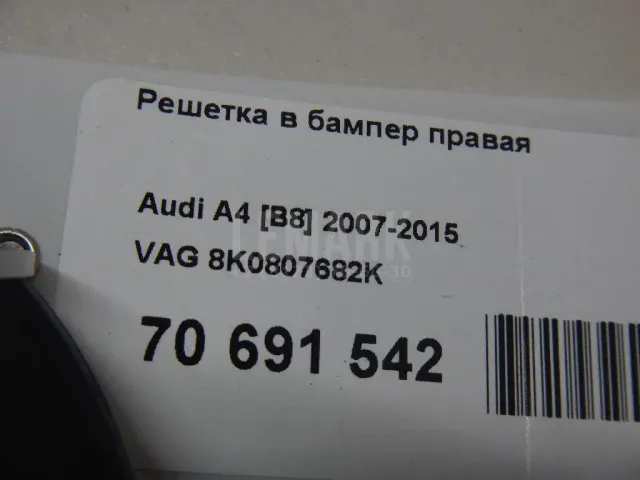 Решетка в бампер правая
Audi A4 [B8] 2007-2015
VAG 8K0807682K
70 691 542